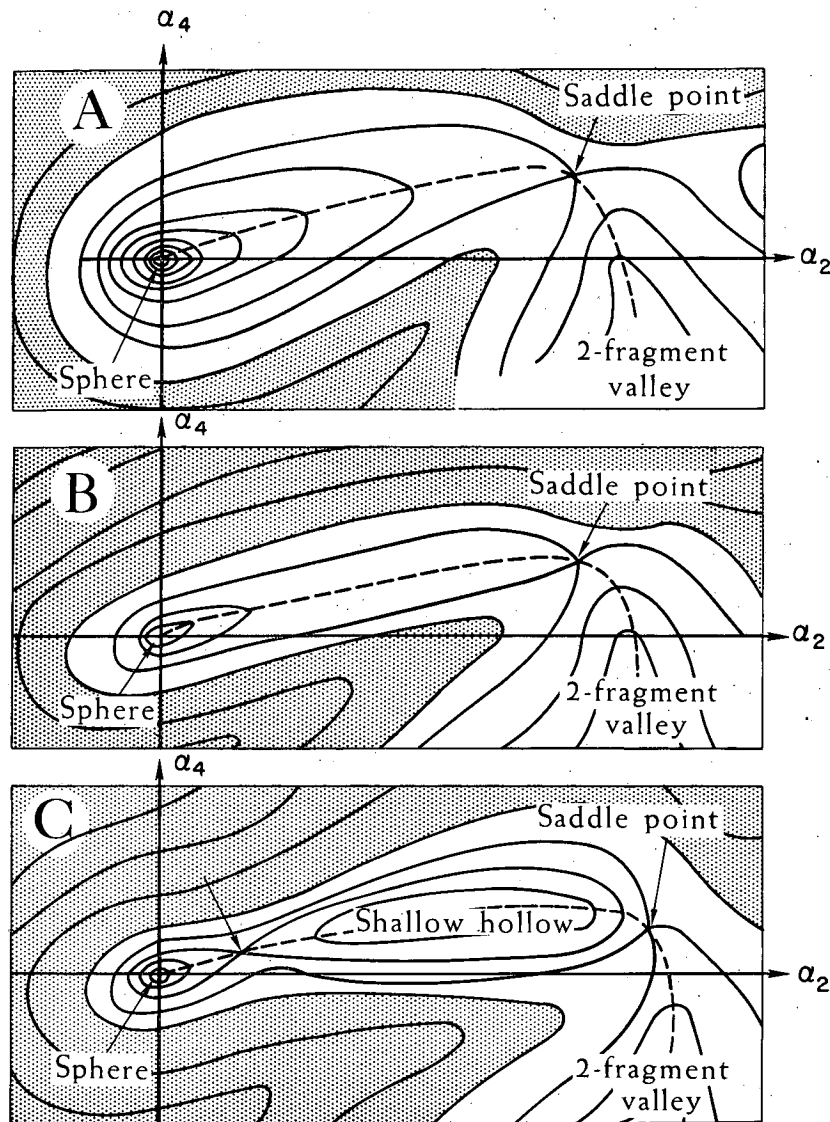 α4
A
Saddle point
α2
2-fragment
valley
Sphere
α4
B
Saddle point
α2
2-fragment
valley
Sphere
α4
C
Saddle point
Shallow hollow
α2
Sphere
2-fragment
valley